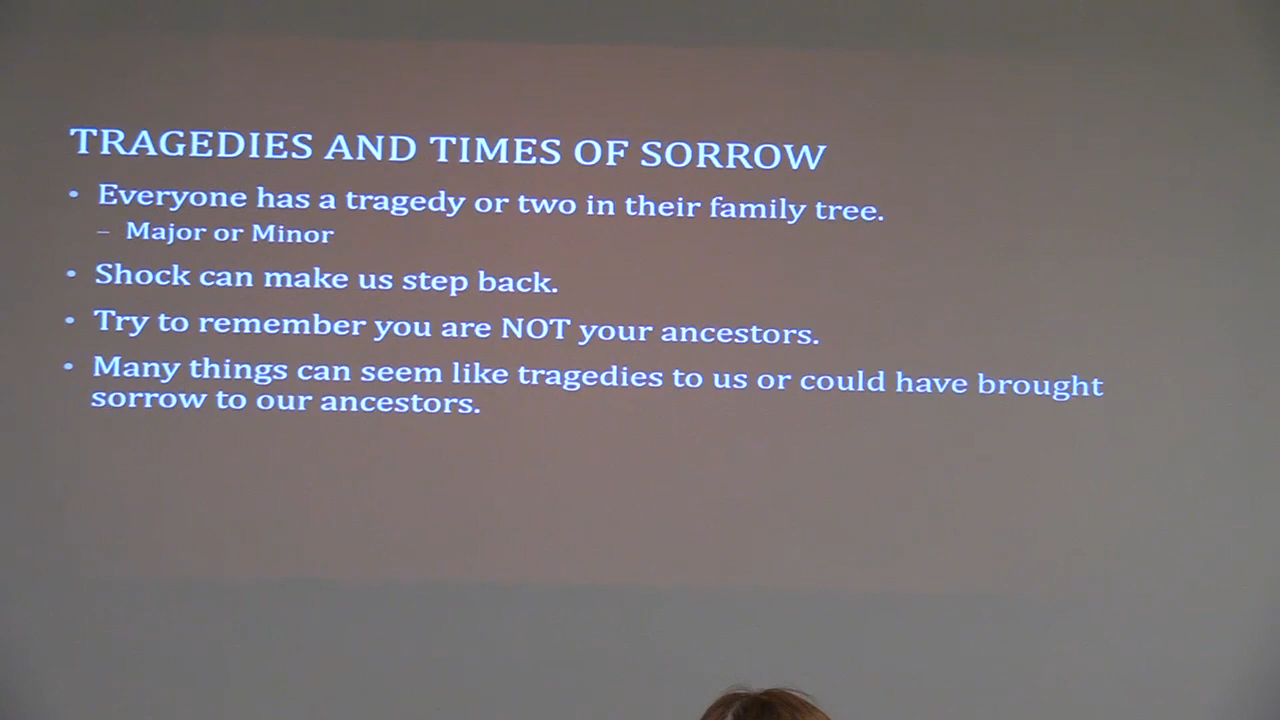 TRAGEDIES AND TIMES OF SORROW
• Everyone has a tragedy or two in their family tree.
– Major or Minor
• Shock can make us step back.
• Try to remember you are NOT your ancestors.
• Many things can seem like tragedies to us or could have brought
sorrow to our ancestors.